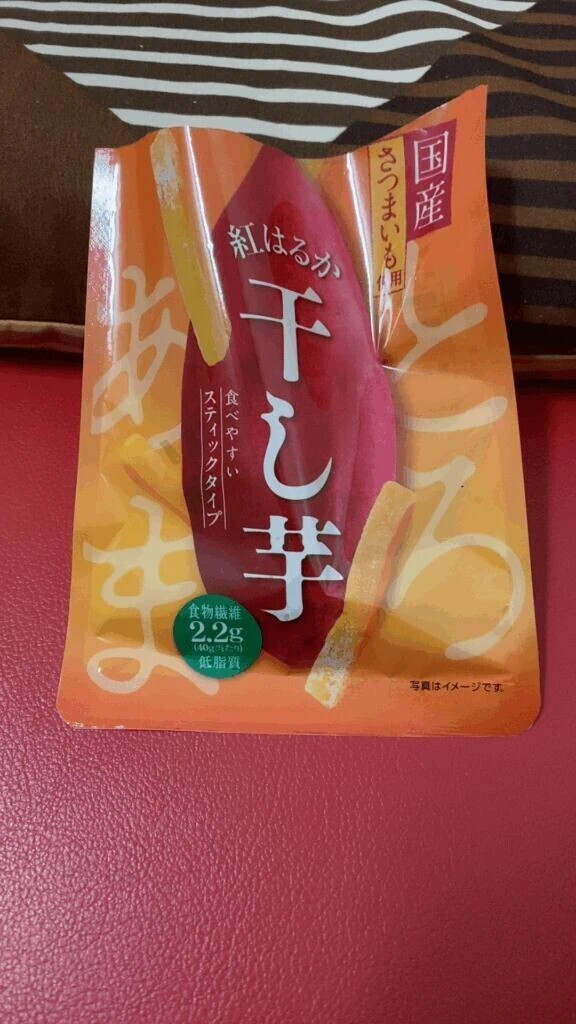 国産
さつまいも使用
とろ
あま
紅はるか
干し芋
食べやすい
スティックタイプ
食物繊維
2.2g
(40g当たり)
低脂質
写真はイメージです。